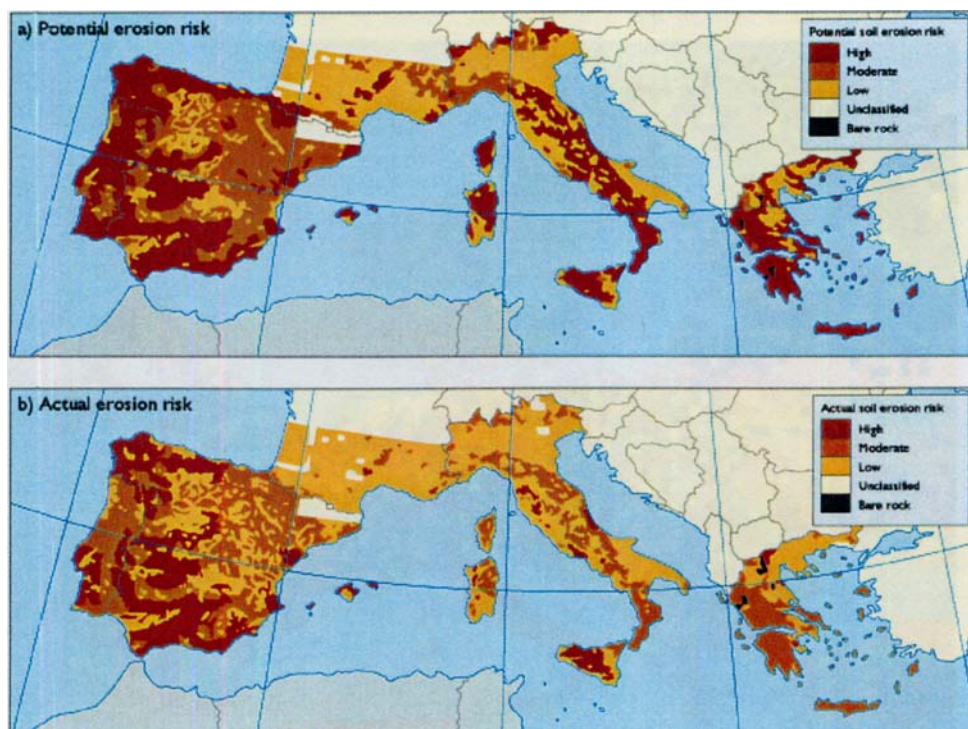 a) Potential erosion risk
Potential soil erosion risk
High
Moderate
Low
Unclassified
Bare rock
b) Actual erosion risk
Actual soil erosion risk
High
Moderate
Low
Unclassified
Bare rock